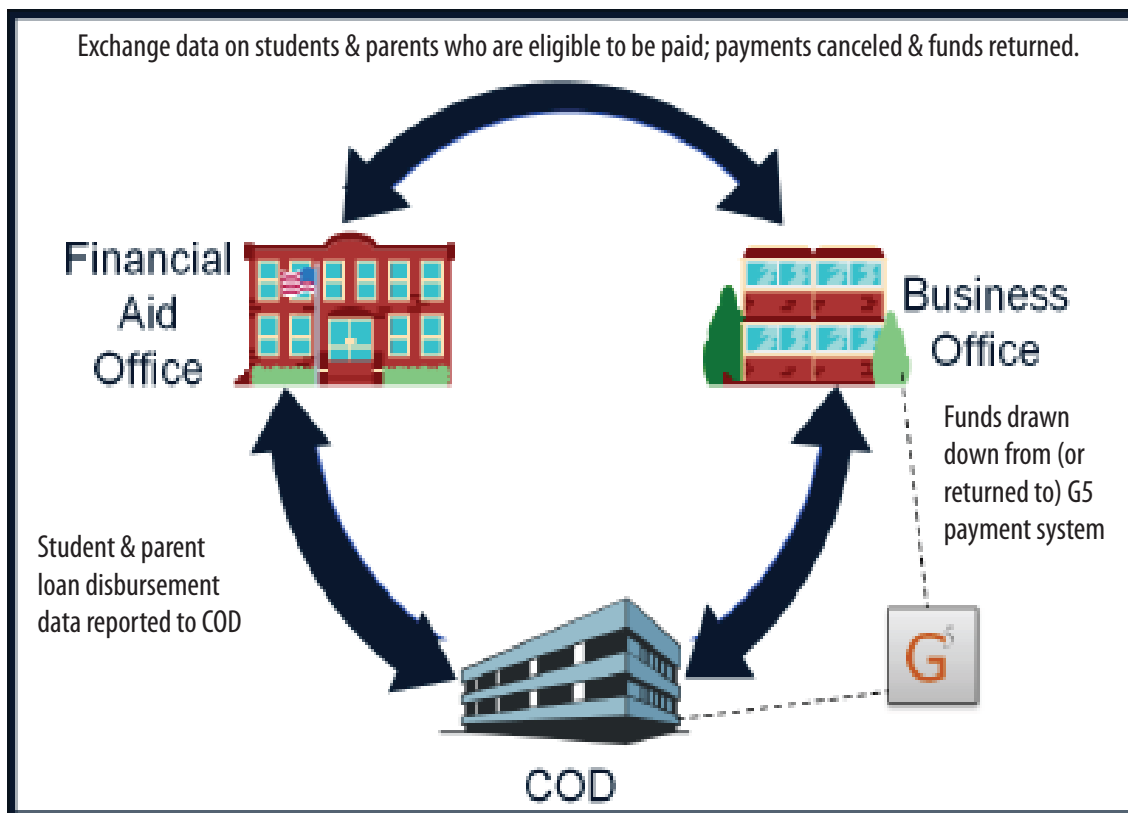 Exchange data on students & parents who are eligible to be paid; payments canceled & funds returned.
Financial
Aid
Office
Business
Office
Funds drawn
down from (or
returned to) G5
payment system
Student & parent
loan disbursement
data reported to COD
G5
COD